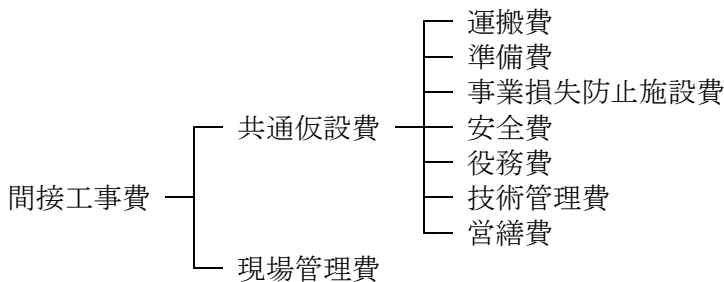 運搬費
準備費
事業損失防止施設費
共通仮設費
安全費
役務費
間接工事費
技術管理費
営繕費
現場管理費